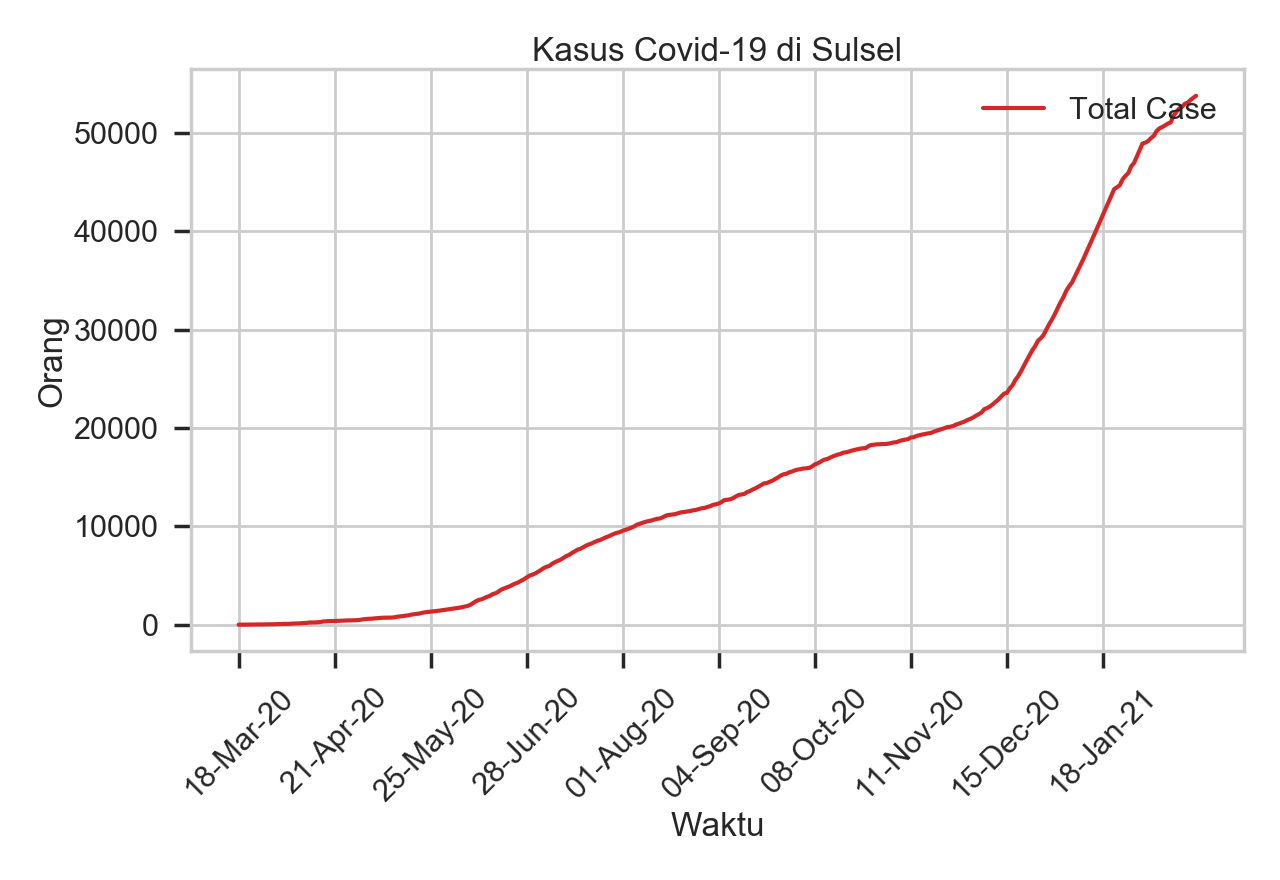 Kasus Covid-19 di Sulsel
Total Case
50000
40000
30000
20000
10000
0
Orang
18-Mar-20
21-Apr-20
25-May-20
28-Jun-20
01-Aug-20
04-Sep-20
08-Oct-20
11-Nov-20
15-Dec-20
18-Jan-21
Waktu